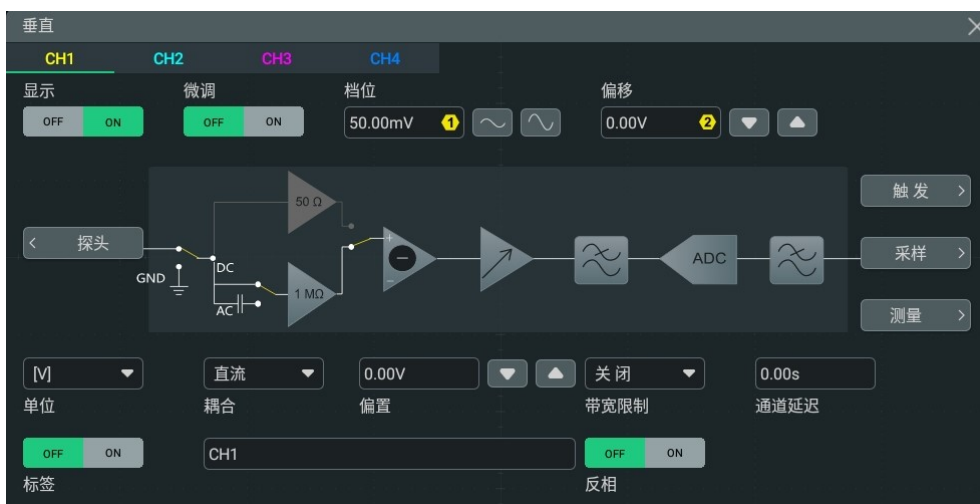 垂直
CH1 CH2 CH3 CH4
显示 微调 档位 偏移
OFF ON OFF ON 50.00mV 1 0.00V 2
触发
50 Ω
探头 ADC 采样
DC
GND
1 MΩ
AC
测量
[V] 直流 0.00V 关闭 0.00s
单位 耦合 偏置 带宽限制 通道延迟
OFF ON CH1 OFF ON
标签 反相